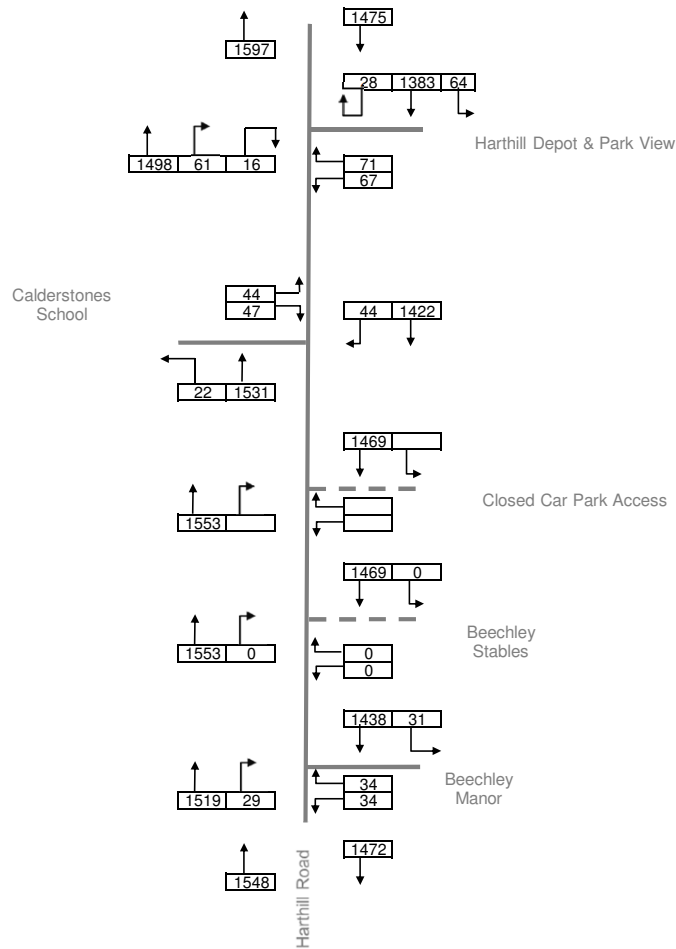 1475
1597
28 1383 64
Harthill Depot & Park View
1498 61 16
71
67
Calderstones
School
44
47
44 1422
22 1531
1469
Closed Car Park Access
1553
1469 0
Beechley
Stables
1553 0
0
0
1438 31
Beechley
Manor
34
34
1519 29
1472
1548
Harthill Road